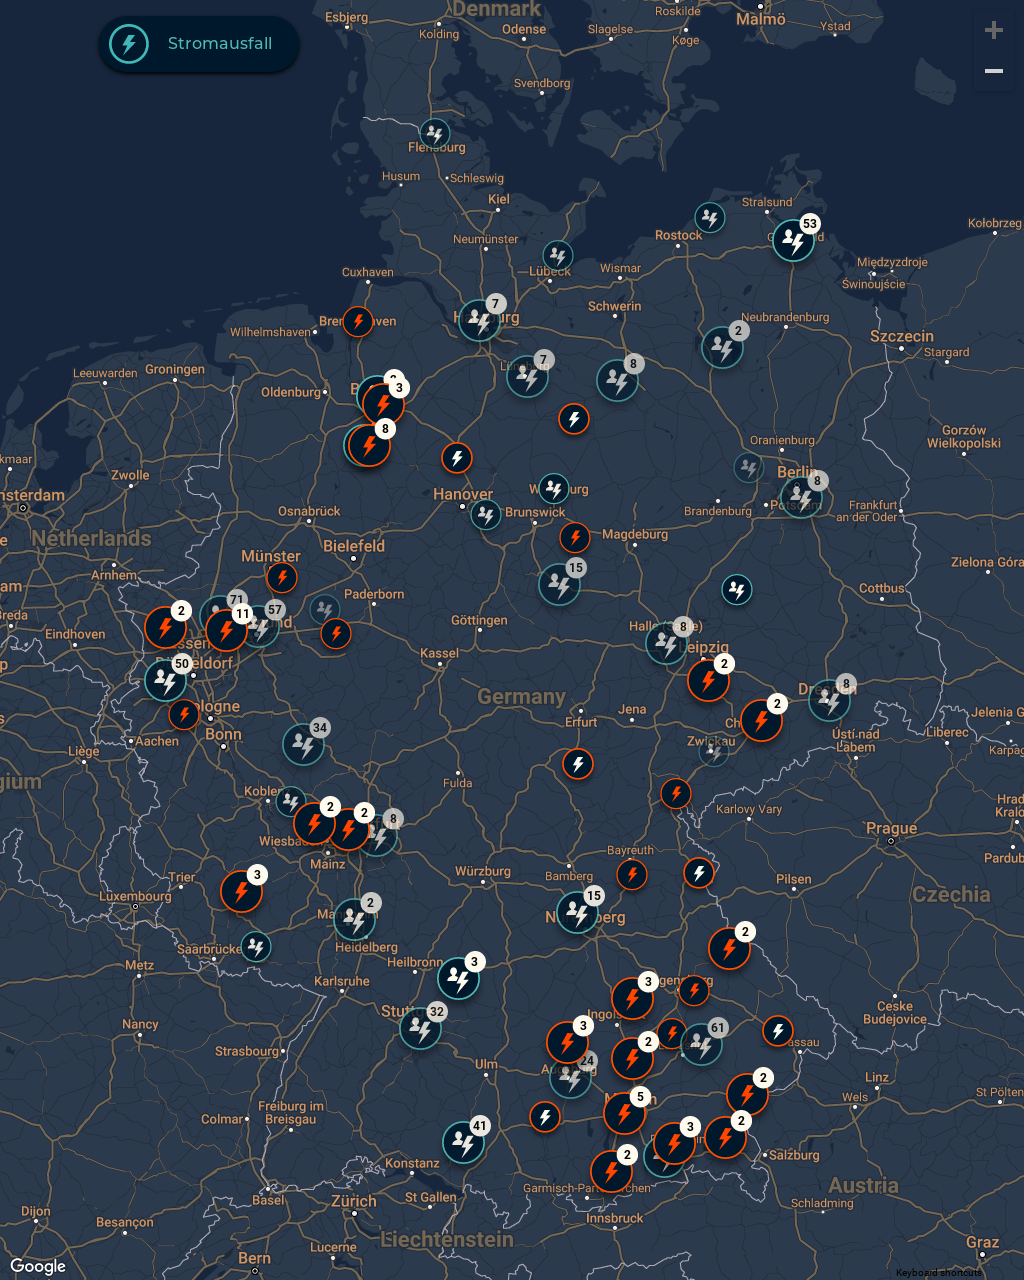 Denmark
Esbjerg
Kolding
Odense
Slagelse
Roskilde
Køge
Malmö
Ystad
Stromausfall
Svendborg
Flensburg
Husum
Schleswig
Kiel
Stralsund
53
Neumünster
Rostock
Kołobrzeg
Cuxhaven
Lübeck
Wismar
Międzyzdroje
Świnoujście
7
Schwerin
Neubrandenburg
Wilhelmshaven
2
Szczecin
Stargard
Leeuwarden
Groningen
7
8
Oldenburg
3
8
Gorzów
Wielkopolski
Oranienburg
Zwolle
Berlin
8
Hanover
Brunswick
Brandenburg
Potsdam
Frankfurt
an der Oder
Osnabrück
Netherlands
Bielefeld
Magdeburg
Münster
Arnhem
15
Zielona Góra
Cottbus
Paderborn
2
71
11
57
Göttingen
Eindhoven
Halle (Saale)
8
Leipzig
Kassel
50
2
Germany
2
8
Jena
Erfurt
Bonn
Aachen
34
Zwickau
Ústí nad
Labem
Liberec
Jelenia G
Karpac
Liège
Fulda
Karlovy Vary
Hrad
Kralo
2
2
8
Mainz
Prague
Pardub
Bayreuth
Trier
3
Würzburg
Bamberg
Pilsen
Luxembourg
15
Czechia
2
Heidelberg
2
Saarbrücken
Heilbronn
3
Metz
Karlsruhe
3
Ceske
Budejovice
Nancy
32
3
2
61
Strasbourg
Ulm
24
2
Linz
Wels
St Pölten
Colmar
Freiburg im
Breisgau
5
41
3
2
Salzburg
Konstanz
2
Garmisch-Partenkirchen
Austria
Basel
Zürich
St Gallen
Schladming
Dijon
Besançon
Innsbruck
Liechtenstein
Lucerne
Bern
Graz
Google
Keyboard shortcuts